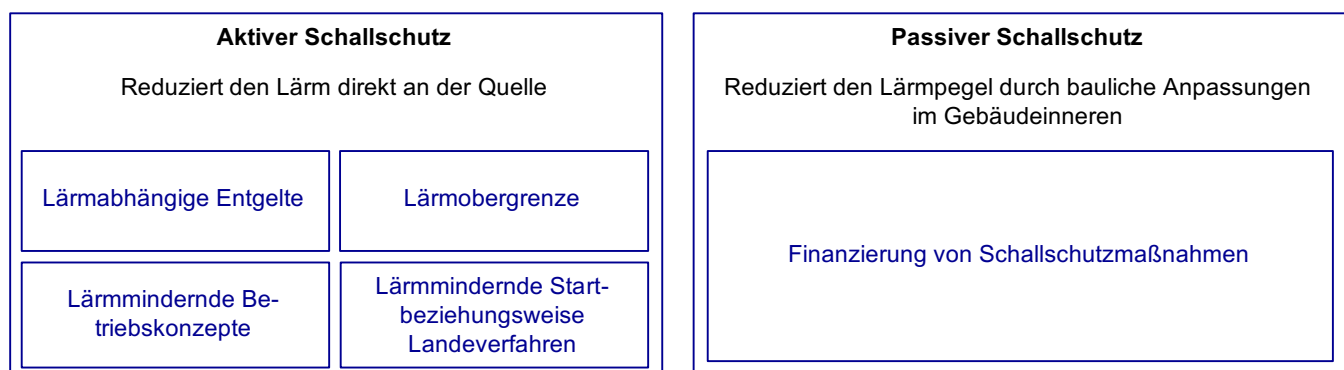 Aktiver Schallschutz
Reduziert den Lärm direkt an der Quelle
Lärmabhängige Entgelte
Lärmobergrenze
Lärmmindernde Be-
triebskonzepte
Lärmmindernde Start-
beziehungsweise
Landeverfahren
Passiver Schallschutz
Reduziert den Lärmpegel durch bauliche Anpassungen
im Gebäudeinneren
Finanzierung von Schallschutzmaßnahmen